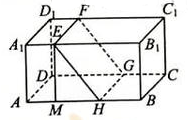 D₁ F C₁
A₁ E B₁
D G C
A M H B